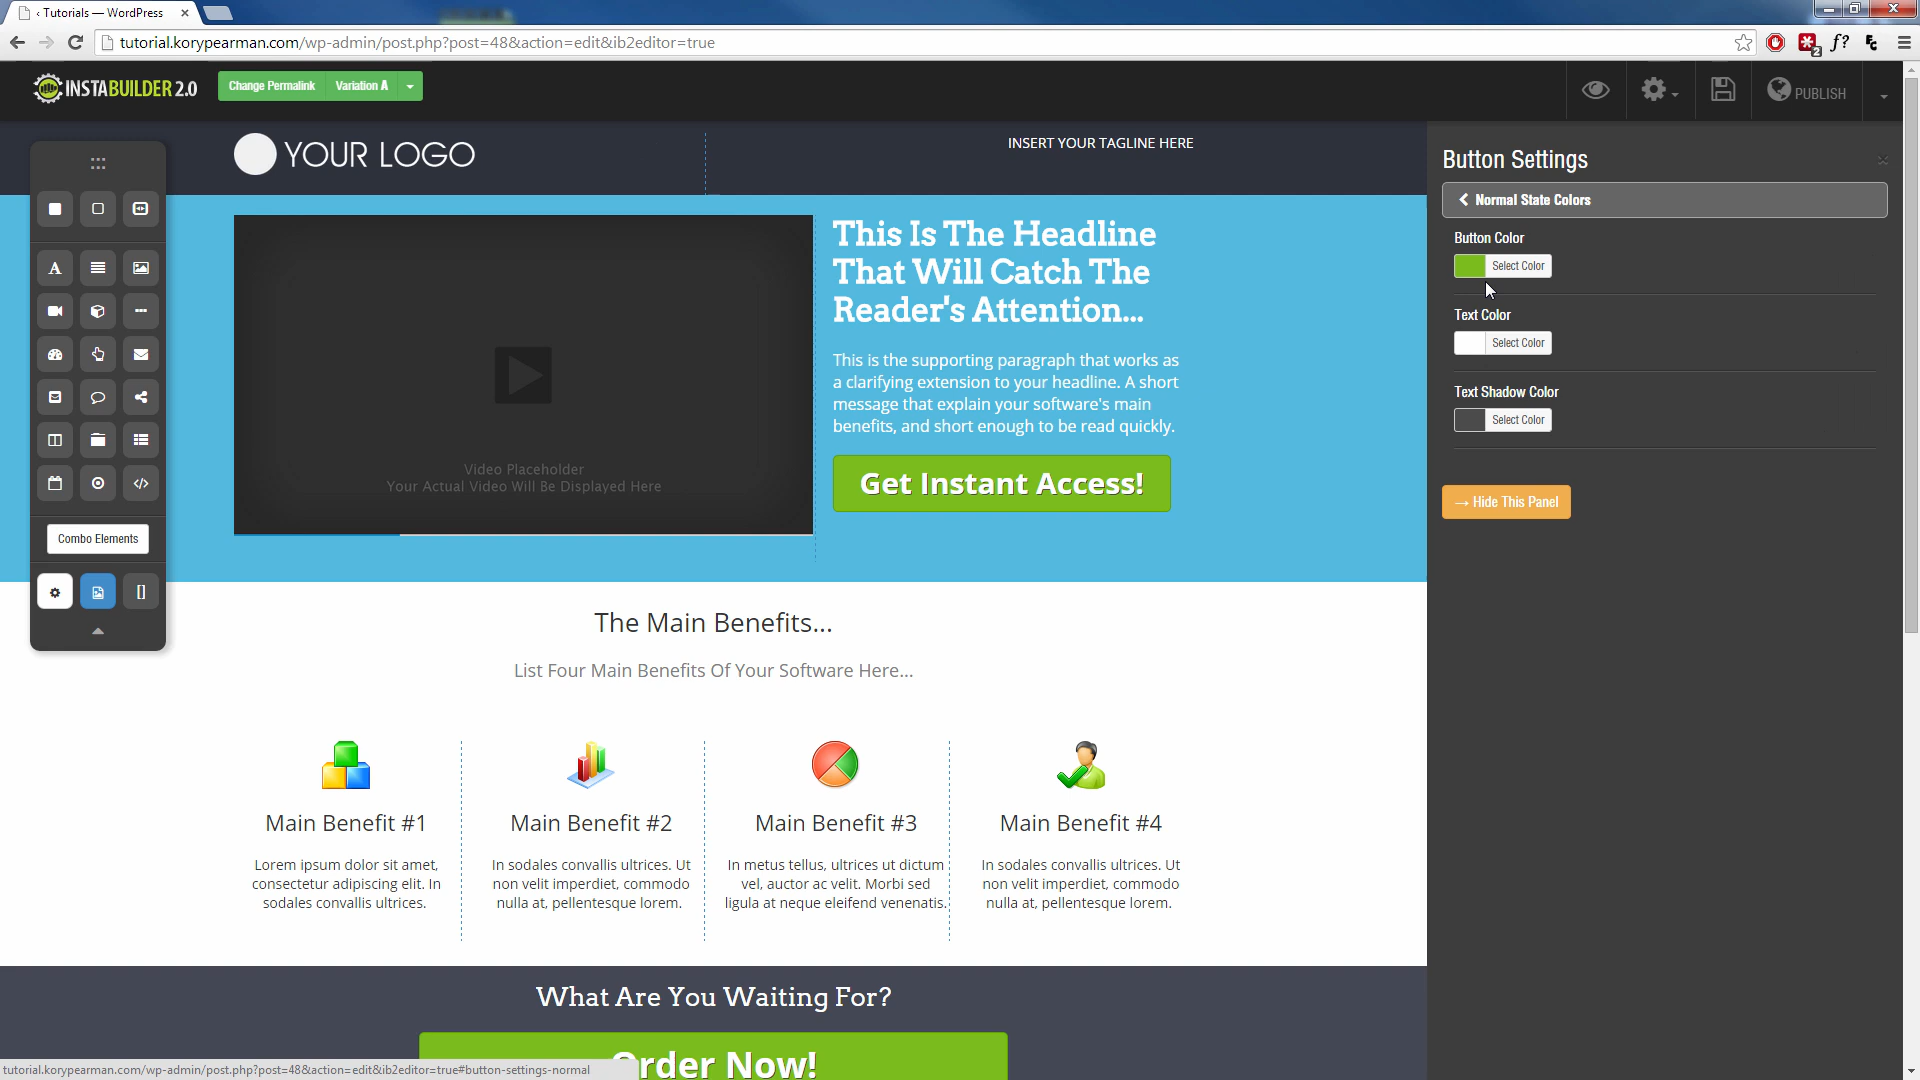 ‹ Tutorials — WordPress
tutorial.korypearman.com/wp-admin/post.php?post=48&action=edit&ib2editor=true
f?
2
INSTABUILDER 2.0
Change Permalink
Variation A
PUBLISH
YOUR LOGO
INSERT YOUR TAGLINE HERE
Button Settings
Normal State Colors
Button Color
Select Color
Text Color
Select Color
Text Shadow Color
Select Color
→ Hide This Panel
This Is The Headline
That Will Catch The
Reader's Attention...
This is the supporting paragraph that works as
a clarifying extension to your headline. A short
message that explain your software's main
benefits, and short enough to be read quickly.
Get Instant Access!
Video Placeholder
Your Actual Video Will Be Displayed Here
A
Combo Elements
The Main Benefits...
List Four Main Benefits Of Your Software Here...
Main Benefit #1
Lorem ipsum dolor sit amet,
consectetur adipiscing elit. In
sodales convallis ultrices.
Main Benefit #2
In sodales convallis ultrices. Ut
non velit imperdiet, commodo
nulla at, pellentesque lorem.
Main Benefit #3
In metus tellus, ultrices ut dictum
vel, auctor ac velit. Morbi sed
ligula at neque eleifend venenatis.
Main Benefit #4
In sodales convallis ultrices. Ut
non velit imperdiet, commodo
nulla at, pellentesque lorem.
What Are You Waiting For?
Order Now!
tutorial.korypearman.com/wp-admin/post.php?post=48&action=edit&ib2editor=true#button-settings-normal